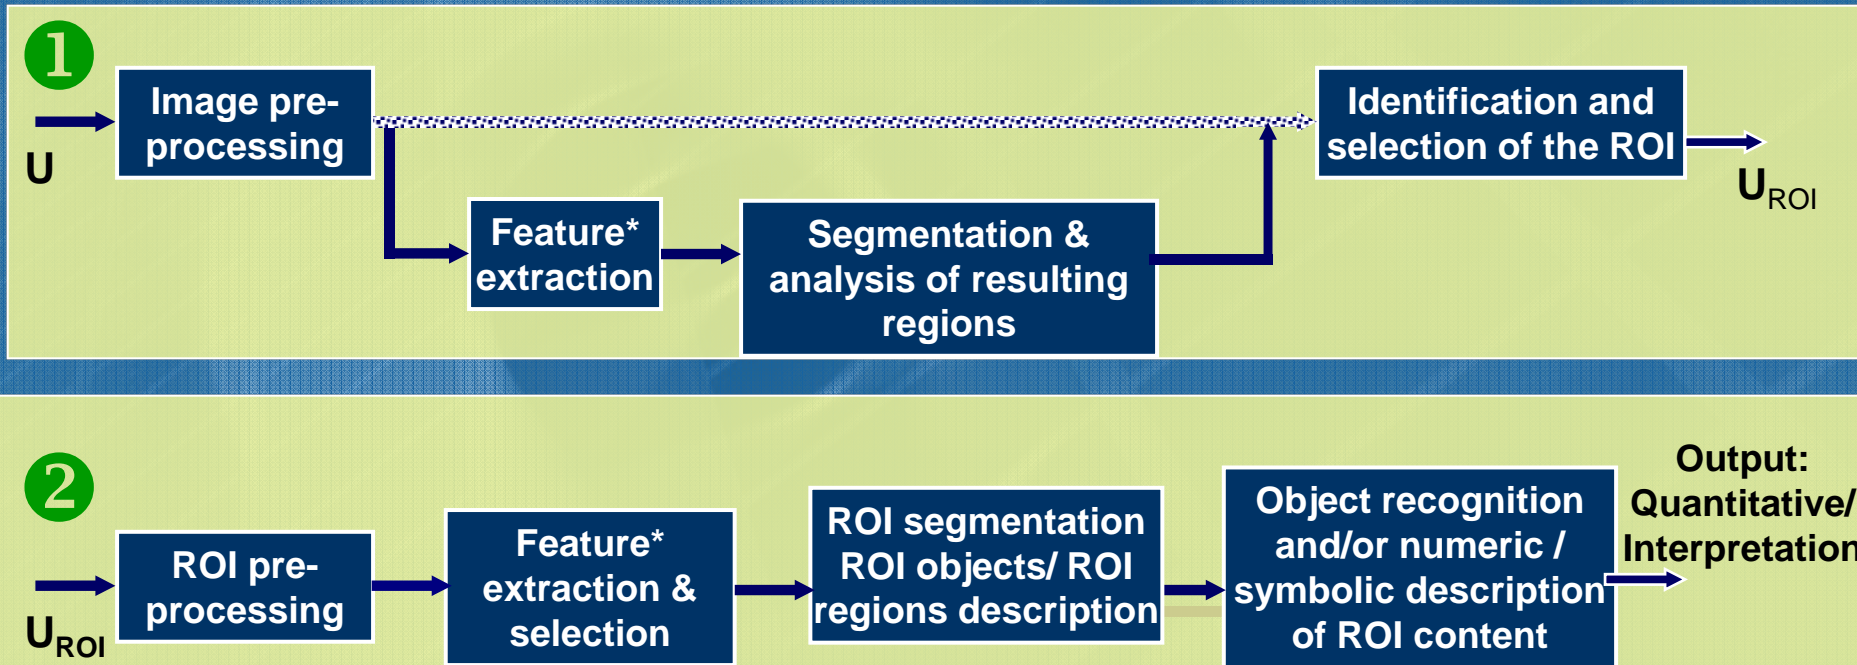 1
U
Image pre-
processing
Feature*
extraction
Segmentation &
analysis of resulting
regions
Identification and
selection of the ROI
UROI
2
UROI
ROI pre-
processing
Feature*
extraction &
selection
ROI segmentation
ROI objects/ ROI
regions description
Object recognition
and/or numeric /
symbolic description
of ROI content
Output:
Quantitative/
Interpretation